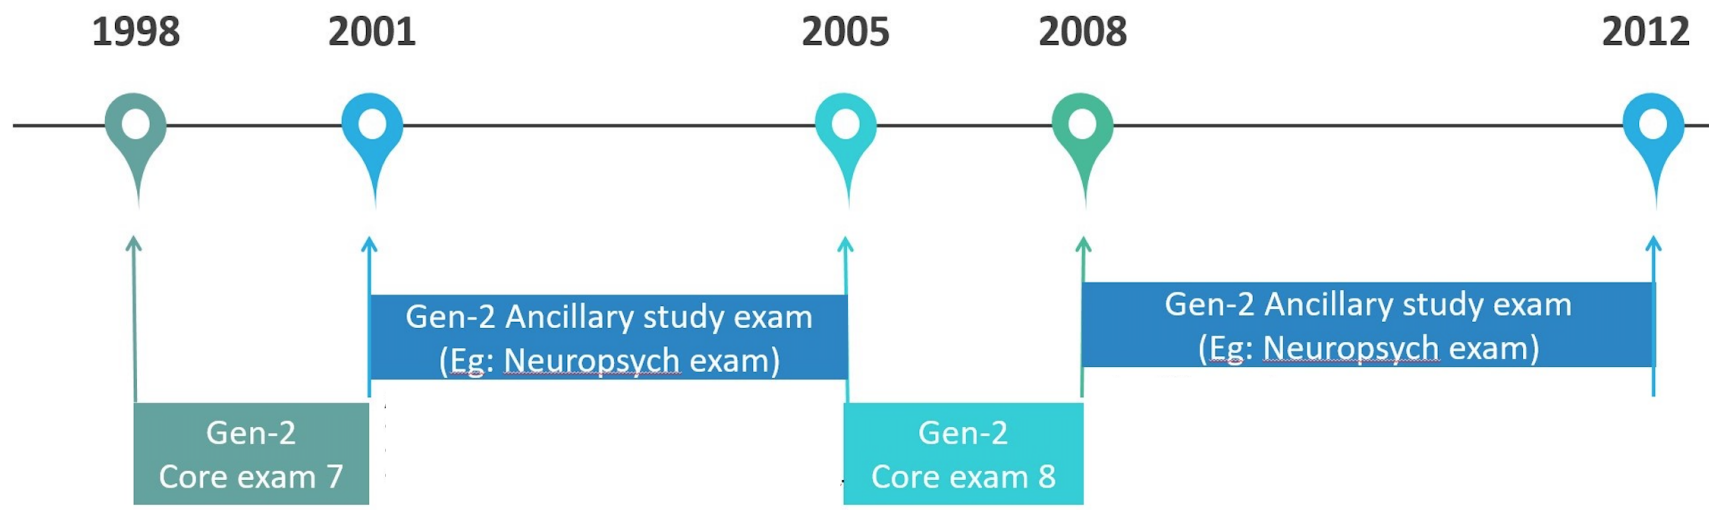 1998 2001 2005 2008 2012
Gen-2 Ancillary study exam
(Eg: Neuropsych exam)
Gen-2 Ancillary study exam
(Eg: Neuropsych exam)
Gen-2
Core exam 7
Gen-2
Core exam 8